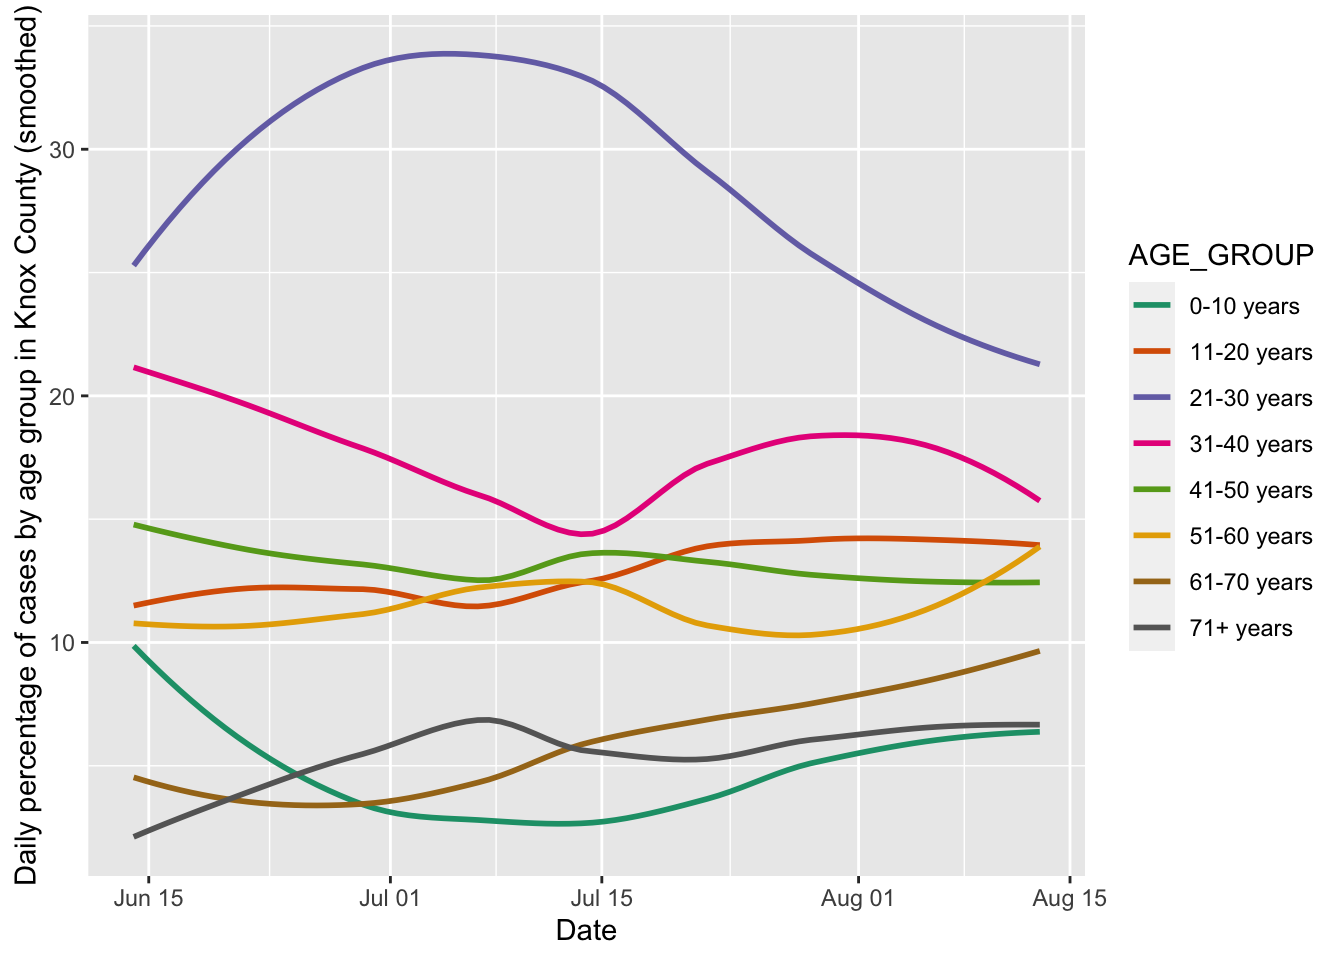 Daily percentage of cases by age group in Knox County (smoothed)
30
20
10
Jun 15
Jul 01
Jul 15
Aug 01
Aug 15
Date
AGE_GROUP
0-10 years
11-20 years
21-30 years
31-40 years
41-50 years
51-60 years
61-70 years
71+ years